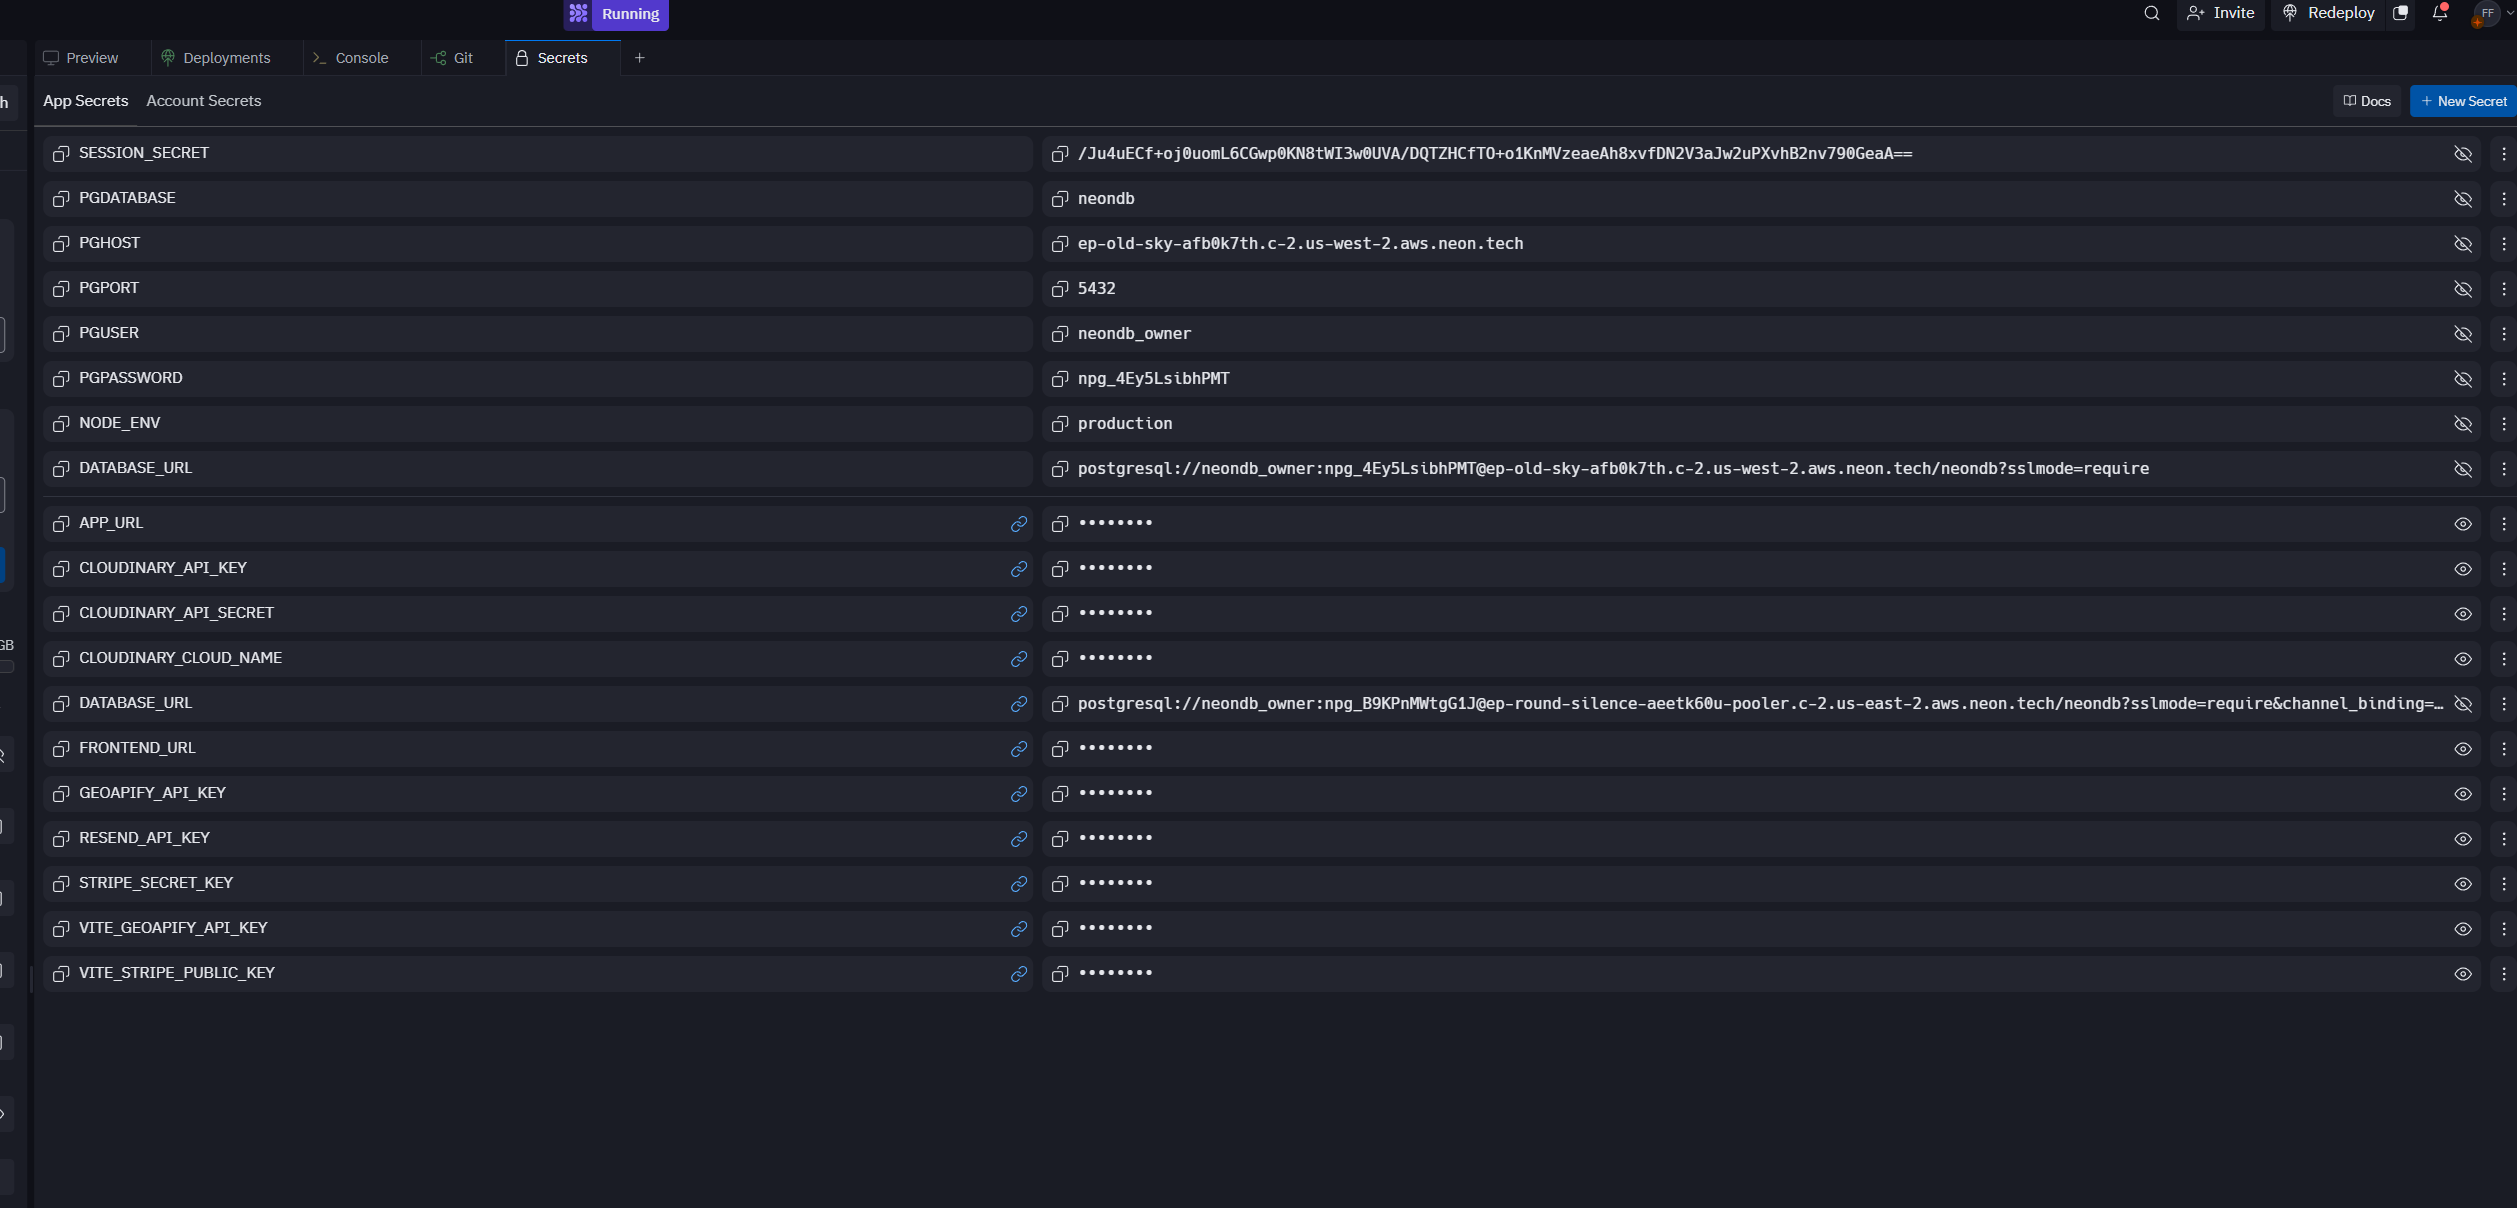 Running
Invite
Redeploy
FF
Preview
Deployments
Console
Git
Secrets
h
App Secrets
Account Secrets
Docs
New Secret
SESSION_SECRET /Ju4uECf+oj0uomL6CGwp0KN8tWI3w0UVA/DQTZHCfTO+o1KnMVzeaeAh8xvfDN2V3aJw2uPXvhB2nv790GeaA==
PGDATABASE neondb
PGHOST ep-old-sky-afb0k7th.c-2.us-west-2.aws.neon.tech
PGPORT 5432
PGUSER neondb_owner
PGPASSWORD npg_4Ey5LsibhPMT
NODE_ENV production
DATABASE_URL postgresql://neondb_owner:npg_4Ey5LsibhPMT@ep-old-sky-afb0k7th.c-2.us-west-2.aws.neon.tech/neondb?sslmode=require
APP_URL ••••••••
CLOUDINARY_API_KEY ••••••••
CLOUDINARY_API_SECRET ••••••••
GB
CLOUDINARY_CLOUD_NAME ••••••••
DATABASE_URL postgresql://neondb_owner:npg_B9KPnMWtgG1J@ep-round-silence-aeetk60u-pooler.c-2.us-east-2.aws.neon.tech/neondb?sslmode=require&channel_binding=…
FRONTEND_URL ••••••••
GEOAPIFY_API_KEY ••••••••
RESEND_API_KEY ••••••••
STRIPE_SECRET_KEY ••••••••
VITE_GEOAPIFY_API_KEY ••••••••
VITE_STRIPE_PUBLIC_KEY ••••••••